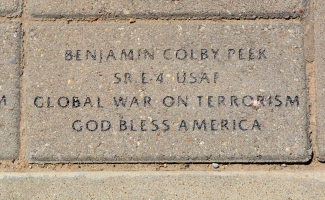 BENJAMIN COLBY PEEK
SR E-4 USAF
GLOBAL WAR ON TERRORISM
GOD BLESS AMERICA